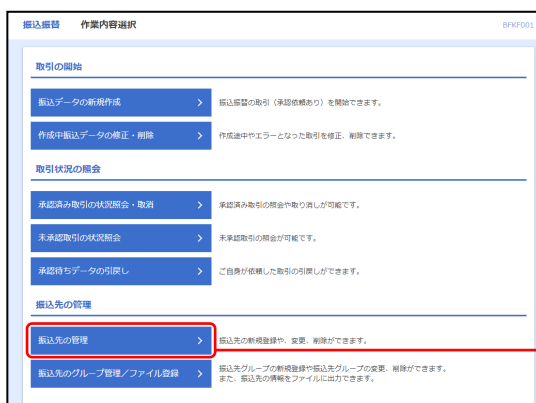 振込振替 作業内容選択 BFKF001
取引の開始
振込データの新規作成 振込振替の取引(承認依頼あり)を開始できます。
作成中振込データの修正・削除 作成途中やエラーとなった取引を修正、削除できます。
取引状況の照会
承認済み取引の状況照会・取消 承認済取引の照会や取り消しが可能です。
未承認取引の状況照会 未承認取引の照会が可能です。
承認待ちデータの引戻し ご自身が依頼した取引の引戻しができます。
振込先の管理
振込先の管理 振込先の新規登録や、変更、削除ができます。
振込先のグループ管理/ファイル登録 振込先グループの新規登録や振込先グループの変更、削除ができます。
また、振込先の情報をファイルに出力できます。